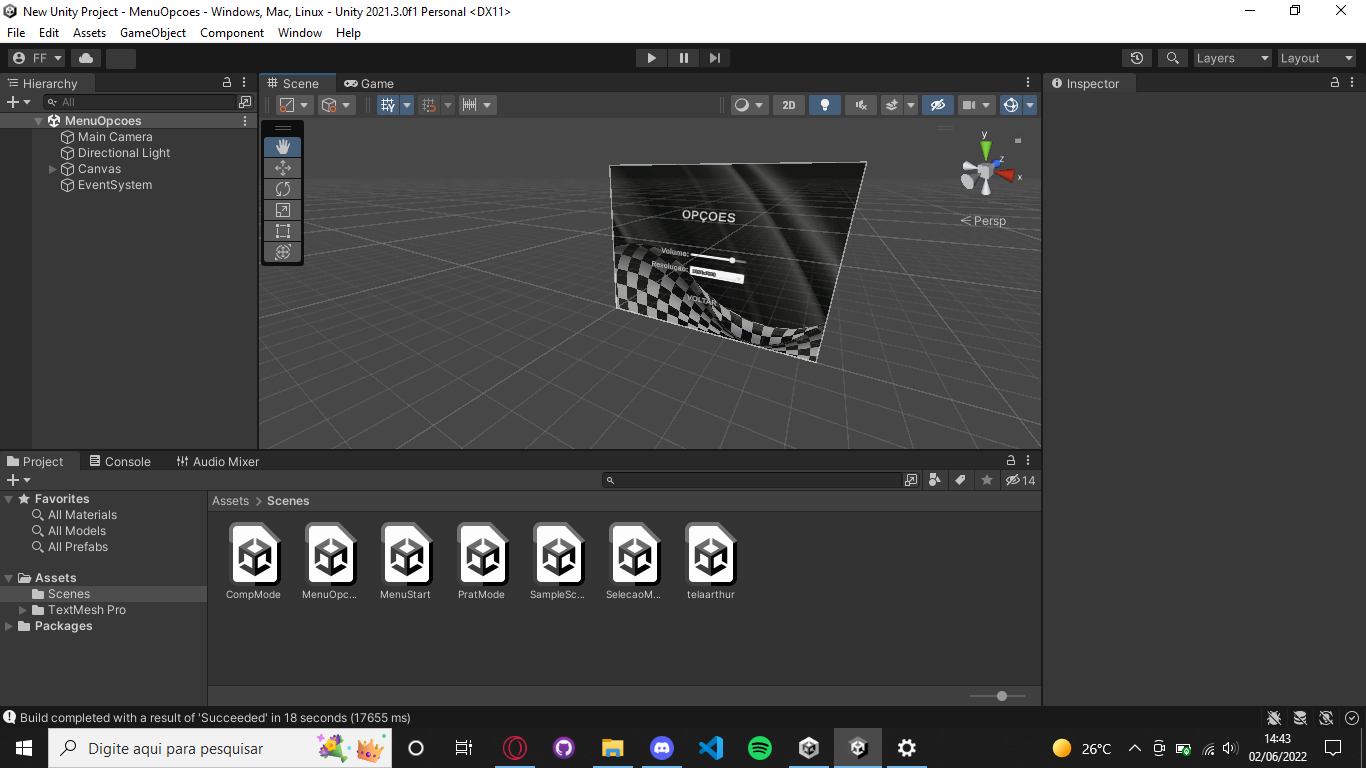 New Unity Project - MenuOpcoes - Windows, Mac, Linux - Unity 2021.3.0f1 Personal <DX11>
File Edit Assets GameObject Component Window Help
FF Layers Layout
Hierarchy
All
MenuOpcoes
Main Camera
Directional Light
Canvas
EventSystem
Scene Game
2D
y
z
x
Persp
OPÇOES
Volume:
Resolução:
VOLTAR
Inspector
Project Console Audio Mixer
14
Favorites
All Materials
All Models
All Prefabs
Assets
Scenes
TextMesh Pro
Packages
Assets > Scenes
CompMode MenuOpc... MenuStart PratMode SampleSc... SelecaoM... telaarthur
Build completed with a result of 'Succeeded' in 18 seconds (17655 ms)
Digite aqui para pesquisar
26°C
14:43
02/06/2022